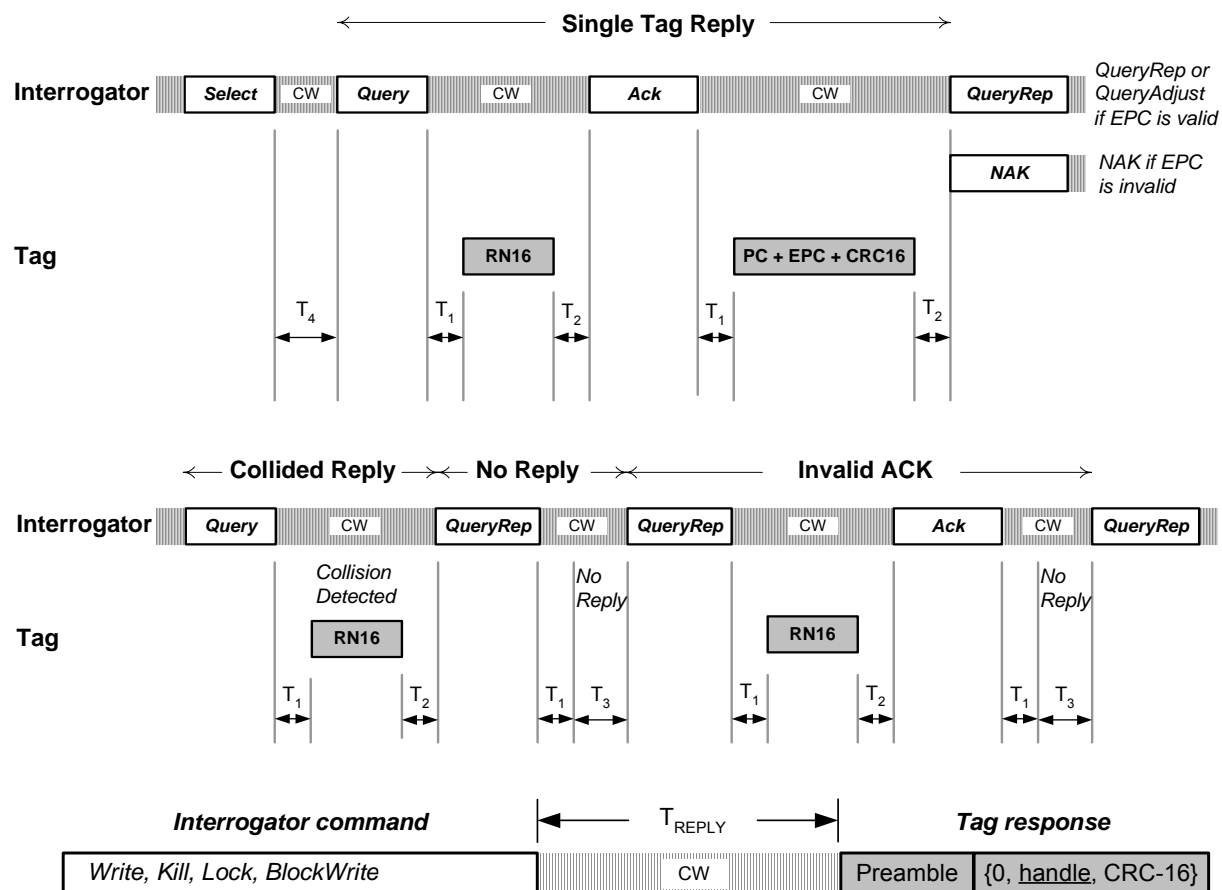 Single Tag Reply
Interrogator
Select
CW
Query
CW
Ack
CW
QueryRep
QueryRep or
QueryAdjust
if EPC is valid
NAK
NAK if EPC
is invalid
Tag
RN16
PC + EPC + CRC16
T4
T1
T2
T1
T2
Collided Reply
No Reply
Invalid ACK
Interrogator
Query
CW
QueryRep
CW
QueryRep
CW
Ack
CW
QueryRep
Collision
Detected
No
Reply
No
Reply
Tag
RN16
RN16
T1
T2
T1
T3
T1
T2
T1
T3
Interrogator command
TREPLY
Tag response
Write, Kill, Lock, BlockWrite
CW
Preamble
{0, handle, CRC-16}